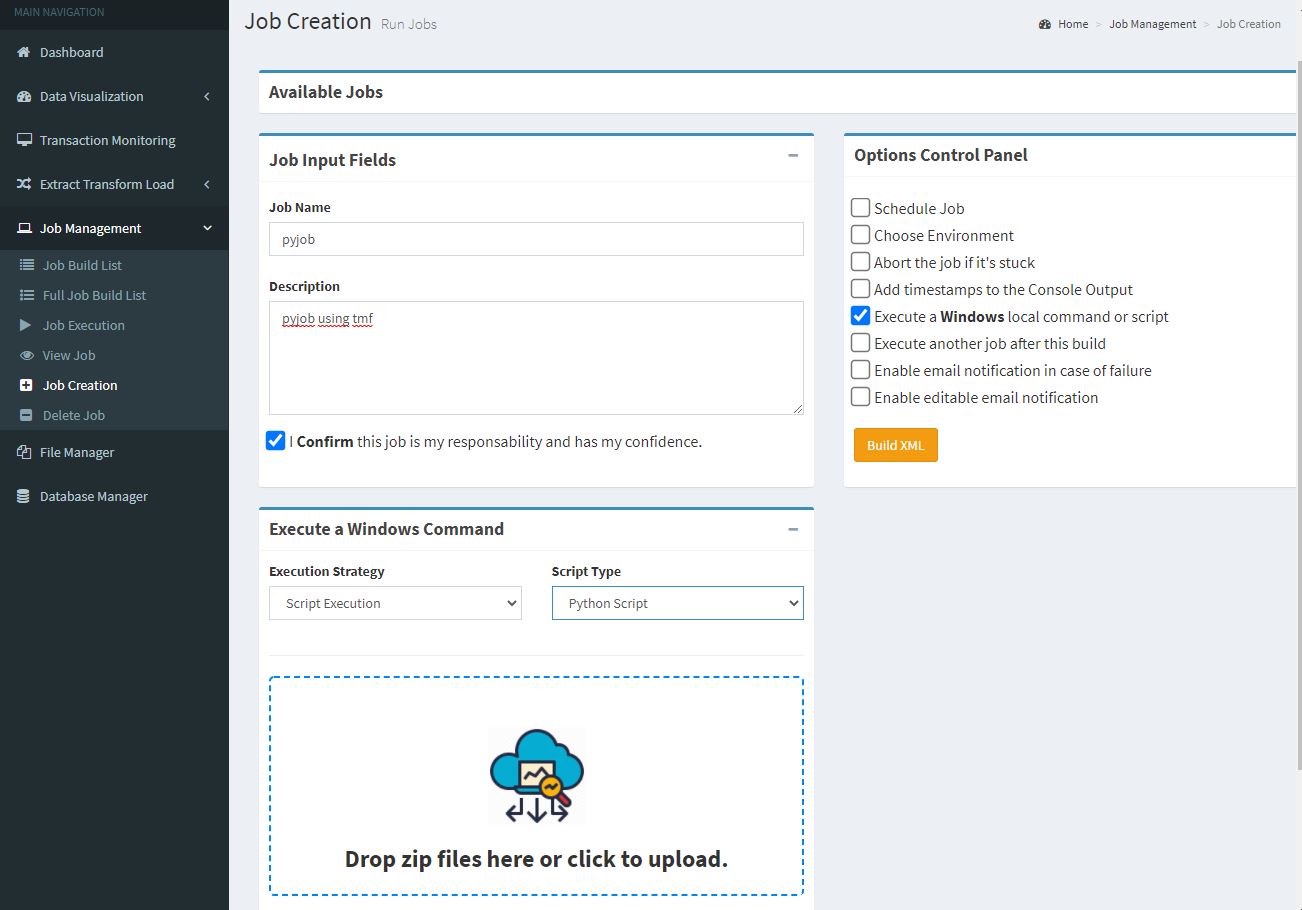 MAIN NAVIGATION
Dashboard
Data Visualization
Transaction Monitoring
Extract Transform Load
Job Management
Job Build List
Full Job Build List
Job Execution
View Job
Job Creation
Delete Job
File Manager
Database Manager
Job Creation Run Jobs
Home > Job Management > Job Creation
Available Jobs
Job Input Fields
Job Name
pyjob
Description
pyjob using tmf
I Confirm this job is my responsability and has my confidence.
Options Control Panel
Schedule Job
Choose Environment
Abort the job if it's stuck
Add timestamps to the Console Output
Execute a Windows local command or script
Execute another job after this build
Enable email notification in case of failure
Enable editable email notification
Build XML
Execute a Windows Command
Execution Strategy
Script Execution
Script Type
Python Script
Drop zip files here or click to upload.